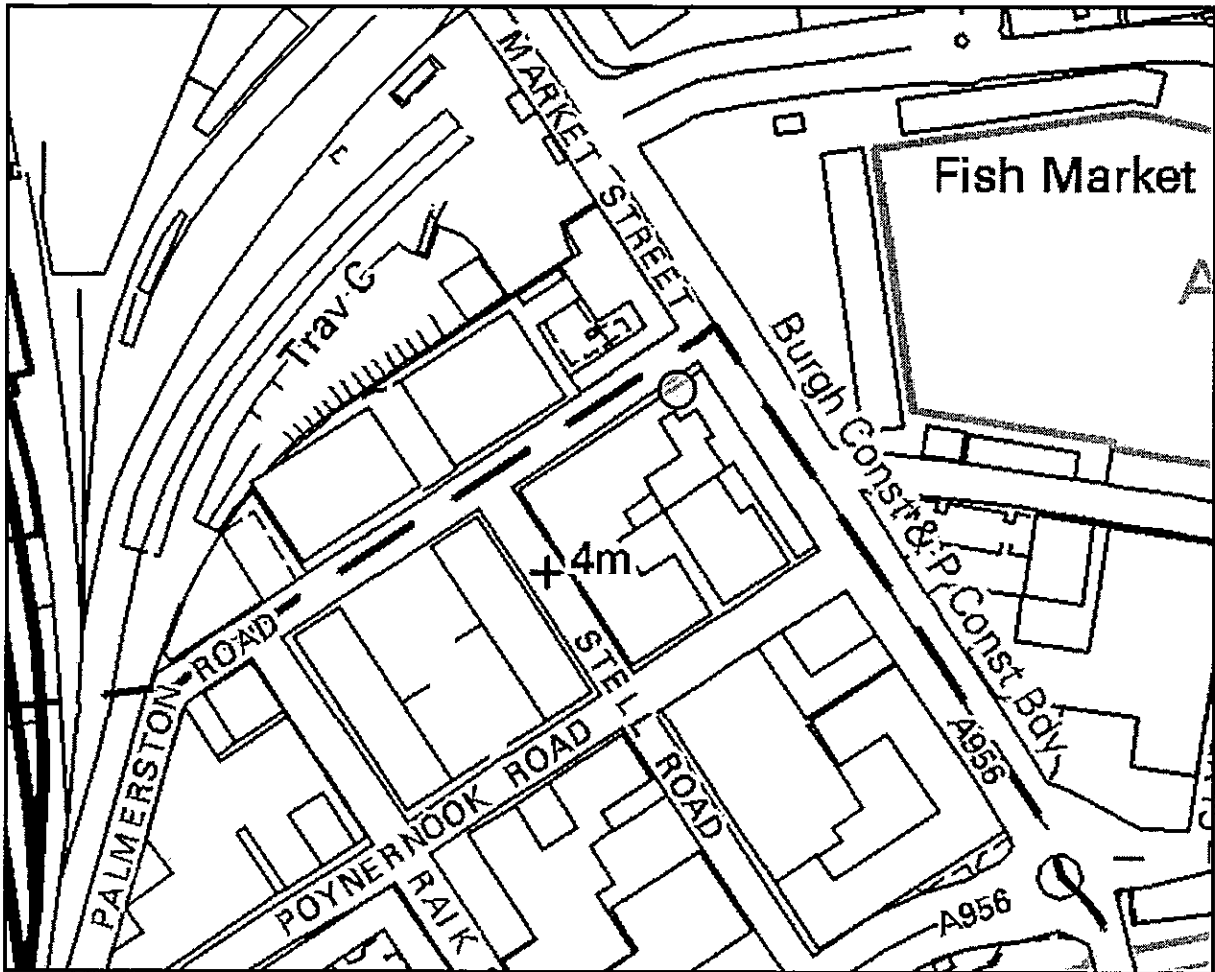 MARKET STREET
Fish Market
A
Trav G
Burgh Const & P Const Bdy
4m
STELL ROAD
PALMERSTON ROAD
POYNERNOOK ROAD
RAIK
A956
A956